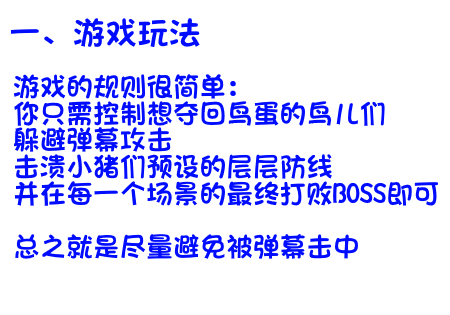 一、游戏玩法
游戏的规则很简单：
你只需控制想夺回鸟蛋的鸟儿们
躲避弹幕攻击
击溃小猪们预设的层层防线
并在每一个场景的最终打败BOSS即可
总之就是尽量避免被弹幕击中